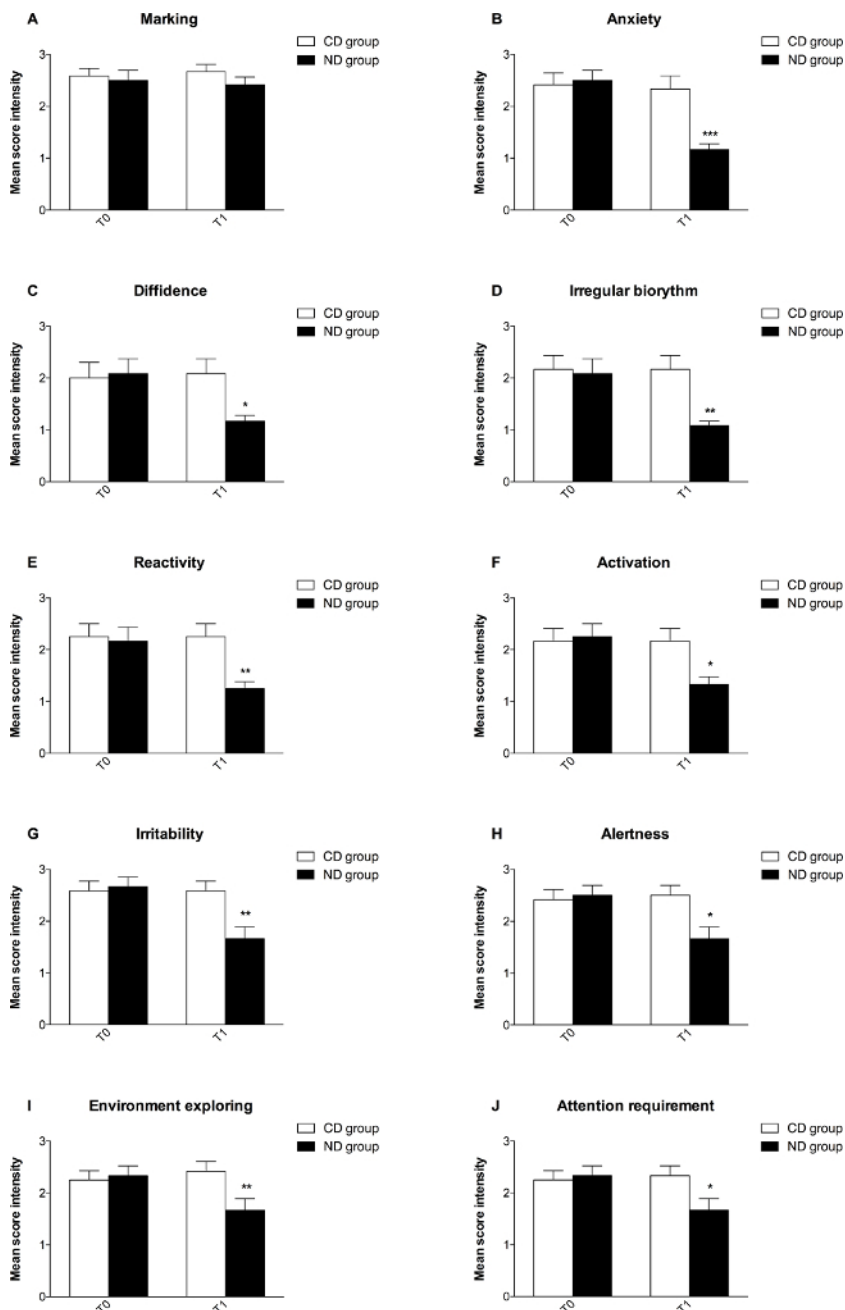 A
Marking
CD group
ND group
Mean score intensity
3
2
1
0
T0
T1
B
Anxiety
CD group
ND group
Mean score intensity
3
2
1
0
***
T0
T1
C
Diffidence
CD group
ND group
Mean score intensity
3
2
1
0
*
T0
T1
D
Irregular biorythm
CD group
ND group
Mean score intensity
3
2
1
0
**
T0
T1
E
Reactivity
CD group
ND group
Mean score intensity
3
2
1
0
**
T0
T1
F
Activation
CD group
ND group
Mean score intensity
3
2
1
0
*
T0
T1
G
Irritability
CD group
ND group
Mean score intensity
3
2
1
0
**
T0
T1
H
Alertness
CD group
ND group
Mean score intensity
3
2
1
0
*
T0
T1
I
Environment exploring
CD group
ND group
Mean score intensity
3
2
1
0
**
T0
T1
J
Attention requirement
CD group
ND group
Mean score intensity
3
2
1
0
*
T0
T1